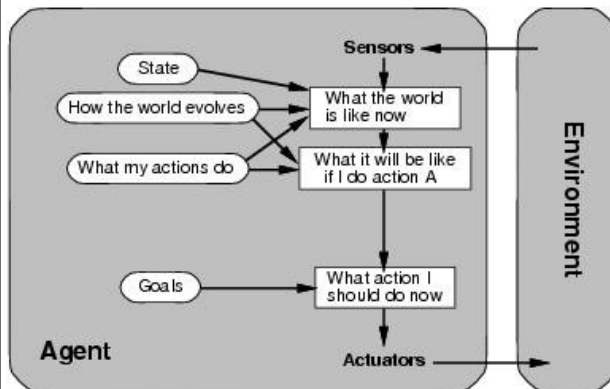 Sensors
State
What the world
is like now
How the world evolves
What my actions do
What it will be like
if I do action A
Goals
What action I
should do now
Agent
Actuators
Environment